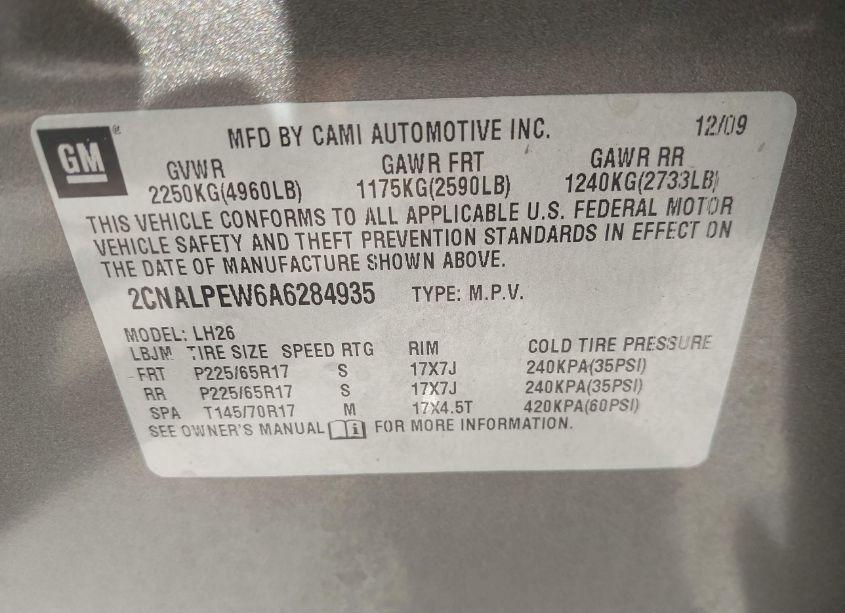 GM® MFD BY CAMI AUTOMOTIVE INC. 12/09
GVWR GAWR FRT GAWR RR
2250KG(4960LB) 1175KG(2590LB) 1240KG(2733LB)
THIS VEHICLE CONFORMS TO ALL APPLICABLE U.S. FEDERAL MOTOR
VEHICLE SAFETY AND THEFT PREVENTION STANDARDS IN EFFECT ON
THE DATE OF MANUFACTURE SHOWN ABOVE.
2CNALPEW6A6284935 TYPE: M.P.V.
MODEL: LH26
LBJM TIRE SIZE SPEED RTG RIM COLD TIRE PRESSURE
FRT P225/65R17 S 17X7J 240KPA(35PSI)
RR P225/65R17 S 17X7J 240KPA(35PSI)
SPA T145/70R17 M 17X4.5T 420KPA(60PSI)
SEE OWNER'S MANUAL i FOR MORE INFORMATION.